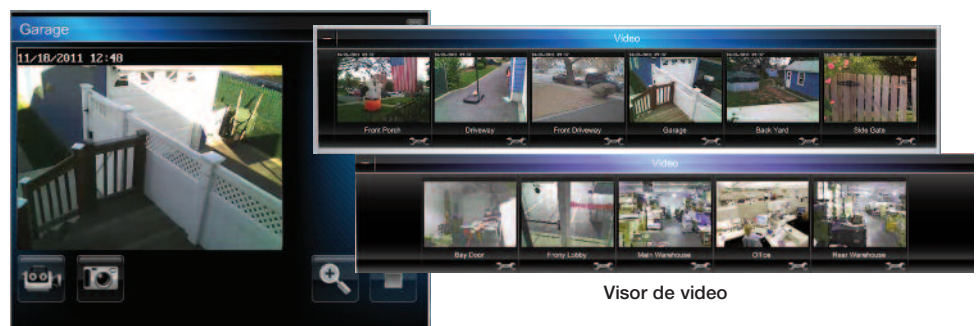 Garage
11/18/2011 12:48
Video
Front Porch
Driveway
Front Driveway
Garage
Back Yard
Side Gate
Video
Bay Door
Frony Lobby
Main Warehouse
Office
Rear Warehouse
Visor de video